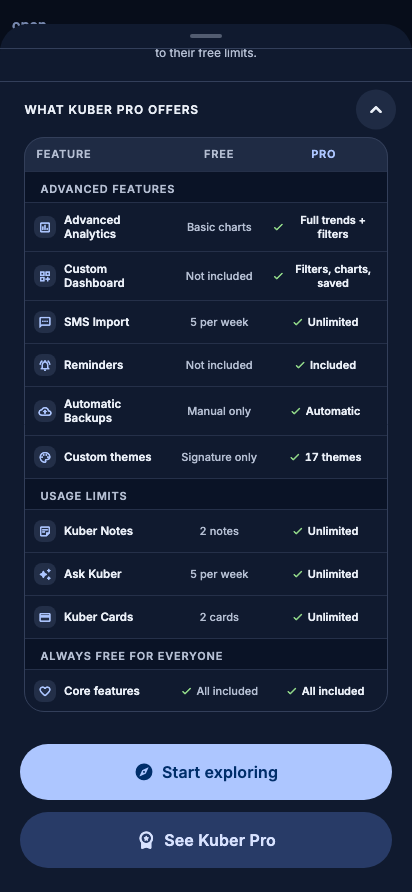 to their free limits.
WHAT KUBER PRO OFFERS
FEATURE FREE PRO
ADVANCED FEATURES
Advanced Analytics Basic charts Full trends + filters
Custom Dashboard Not included Filters, charts, saved
SMS Import 5 per week Unlimited
Reminders Not included Included
Automatic Backups Manual only Automatic
Custom themes Signature only 17 themes
USAGE LIMITS
Kuber Notes 2 notes Unlimited
Ask Kuber 5 per week Unlimited
Kuber Cards 2 cards Unlimited
ALWAYS FREE FOR EVERYONE
Core features All included All included
Start exploring
See Kuber Pro